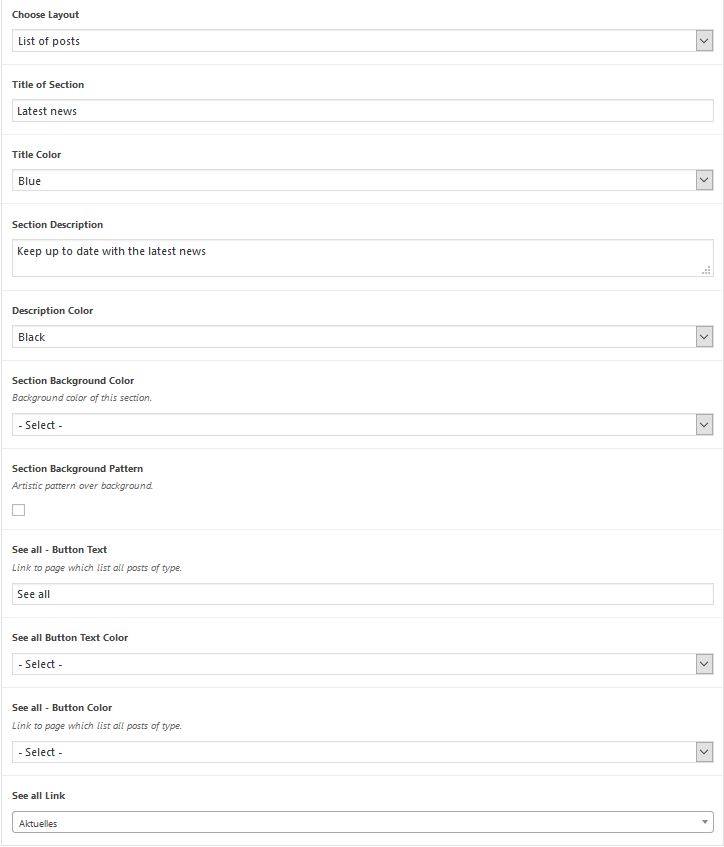 Choose Layout
List of posts
Title of Section
Latest news
Title Color
Blue
Section Description
Keep up to date with the latest news
Description Color
Black
Section Background Color
Background color of this section.
- Select -
Section Background Pattern
Artistic pattern over background.
See all - Button Text
Link to page which list all posts of type.
See all
See all Button Text Color
- Select -
See all - Button Color
Link to page which list all posts of type.
- Select -
See all Link
Aktuelles